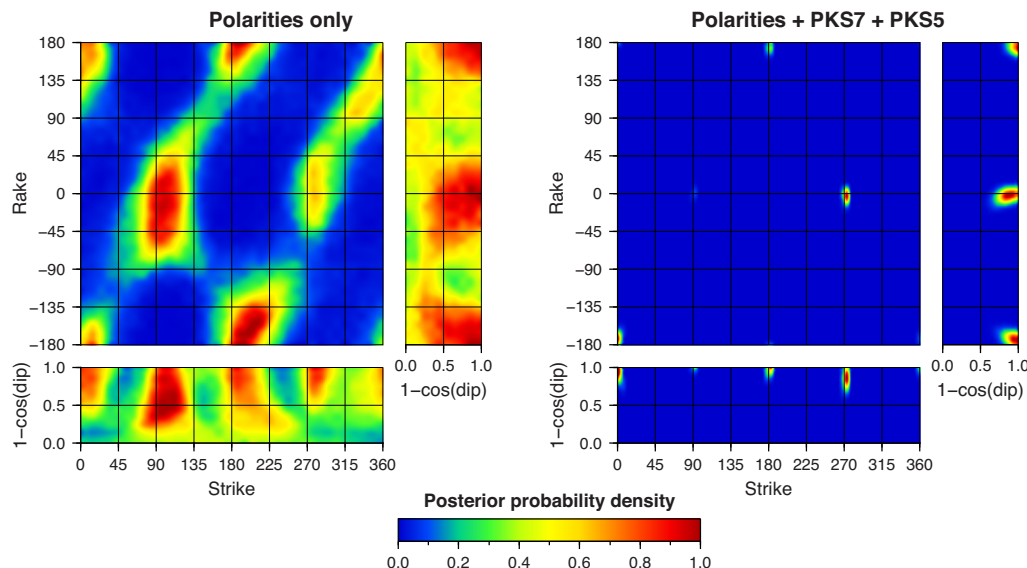 Polarities only
Polarities + PKS7 + PKS5
180
135
90
45
0
−45
−90
−135
−180
Rake
0.0 0.5 1.0
1−cos(dip)
1.0
0.5
0.0
1−cos(dip)
0 45 90 135 180 225 270 315 360
Strike
180
135
90
45
0
−45
−90
−135
−180
Rake
0.0 0.5 1.0
1−cos(dip)
1.0
0.5
0.0
1−cos(dip)
0 45 90 135 180 225 270 315 360
Strike
Posterior probability density
0.0 0.2 0.4 0.6 0.8 1.0